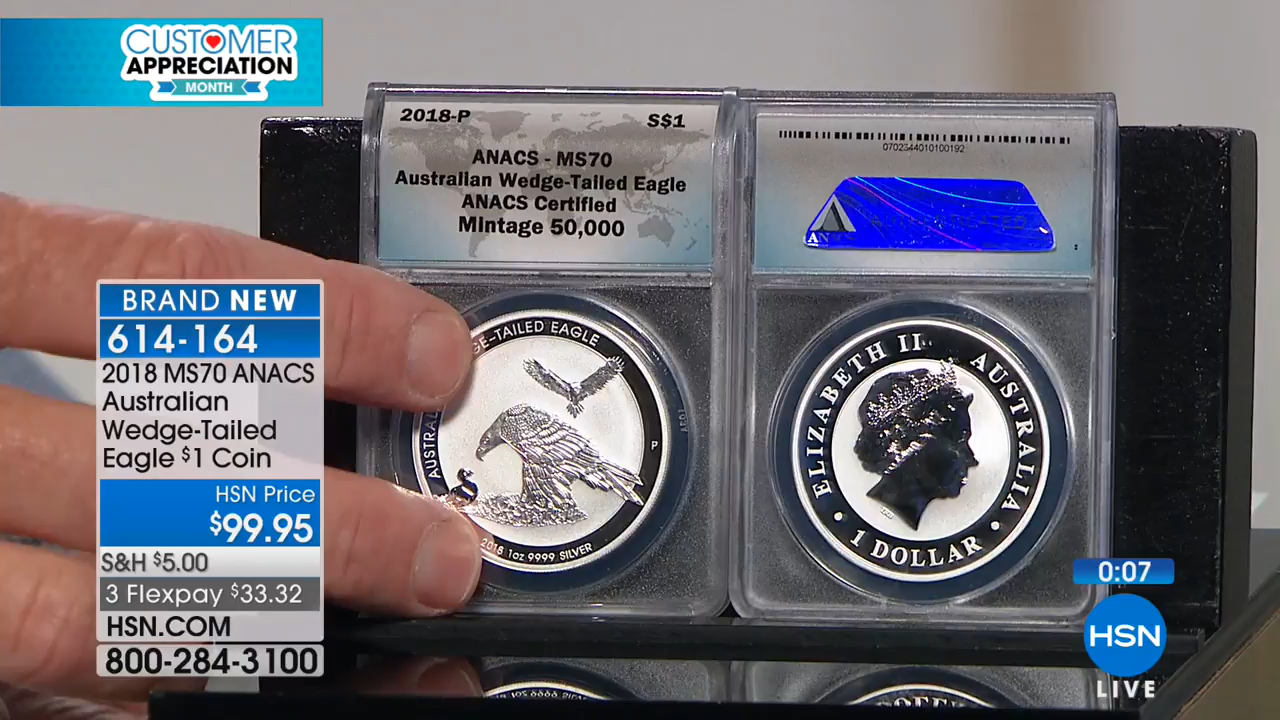 CUSTOMER
APPRECIATION
MONTH
2018-P S$1
ANACS - MS70
Australian Wedge-Tailed Eagle
ANACS Certified
Mintage 50,000
0702344010100192
BRAND NEW
614-164
2018 MS70 ANACS
Australian
Wedge-Tailed
Eagle $1 Coin
HSN Price
$99.95
S&H $5.00
3 Flexpay $33.32
HSN.COM
800-284-3100
GE-TAILED EAGLE
AUSTRAL
P
2018 1oz 9999 SILVER
ELIZABETH II AUSTRALIA
• 1 DOLLAR •
0:07
HSN
LIVE